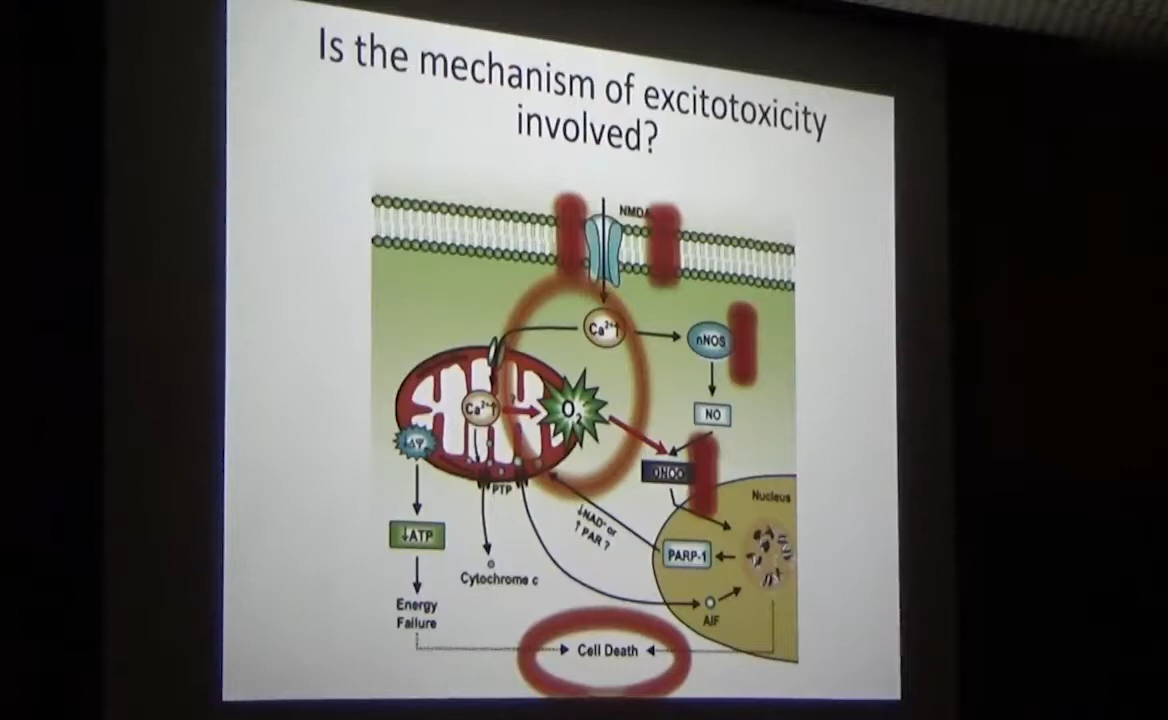 Is the mechanism of excitotoxicity
involved?
NMDA
Ca²⁺↑
nNOS
NO
Ca²⁺↑
O₂
↓ΔΨ
PTP
Nucleus
↓NAD⁺ or
↑ PAR ?
↓ATP
PARP-1
Cytochrome c
Energy
Failure
AIF
Cell Death